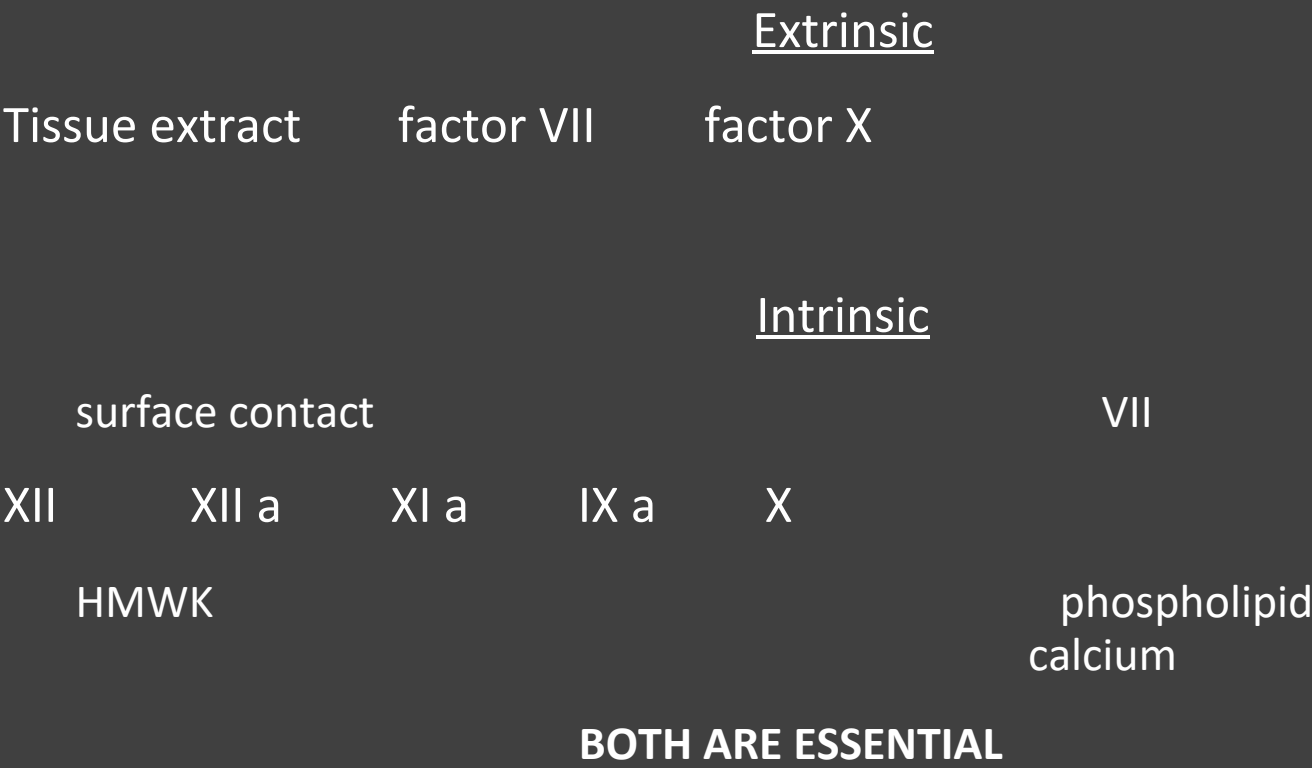 Extrinsic
Tissue extract factor VII factor X
Intrinsic
surface contact VII
XII XII a XI a IX a X
HMWK phospholipid
calcium
BOTH ARE ESSENTIAL